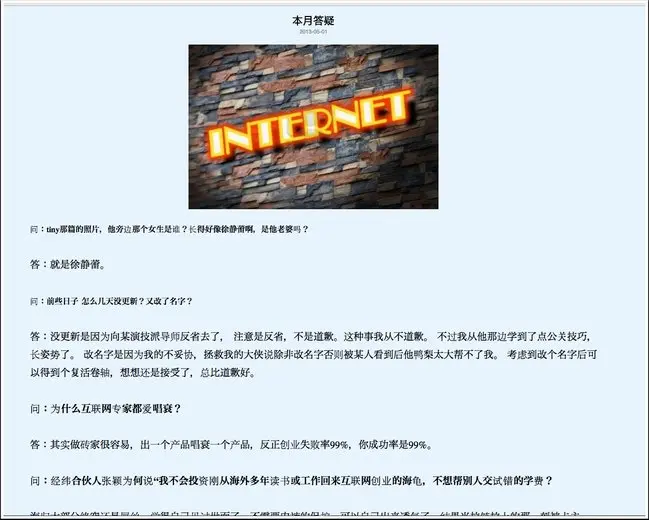 本月答疑
2013-05-01
INTERNET
问：tiny那篇的照片，他旁边那个女生是谁？长得好像徐静蕾啊，是他老婆吗？
答：就是徐静蕾。
问：前些日子 怎么几天没更新？又改了名字？
答：没更新是因为向某演技派导师反省去了， 注意是反省，不是道歉。这种事我从不道歉。 不过我从他那边学到了点公关技巧，
长姿势了。 改名字是因为我的不妥协，拯救我的大侠说除非改名字否则被某人看到后他鸭梨太大帮不了我。 考虑到改个名字后可
以得到个复活卷轴，想想还是接受了，总比道歉好。
问：为什么互联网专家都爱唱衰？
答：其实做砖家很容易，出一个产品唱衰一个产品，反正创业失败率99%，你成功率是99%。
问：经纬合伙人张颖为何说“我不会投资刚从海外多年读书或工作回来互联网创业的海龟，不想帮别人交试错的学费？